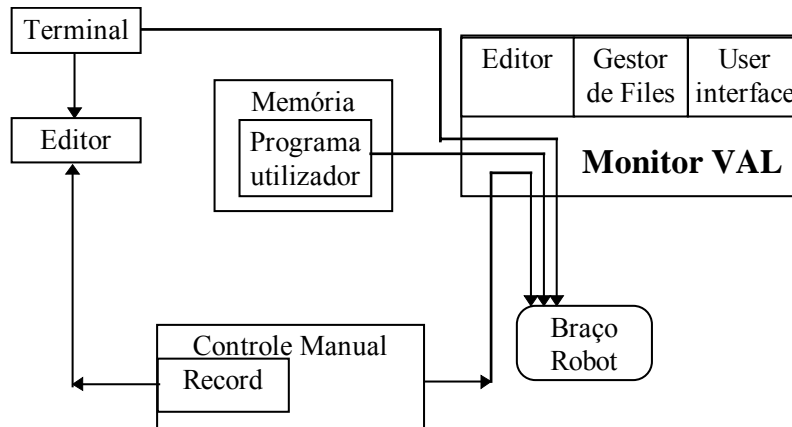 Terminal
Editor
Memória
Programa
utilizador
Editor
Gestor
de Files
User
interface
Monitor VAL
Controle Manual
Record
Braço
Robot